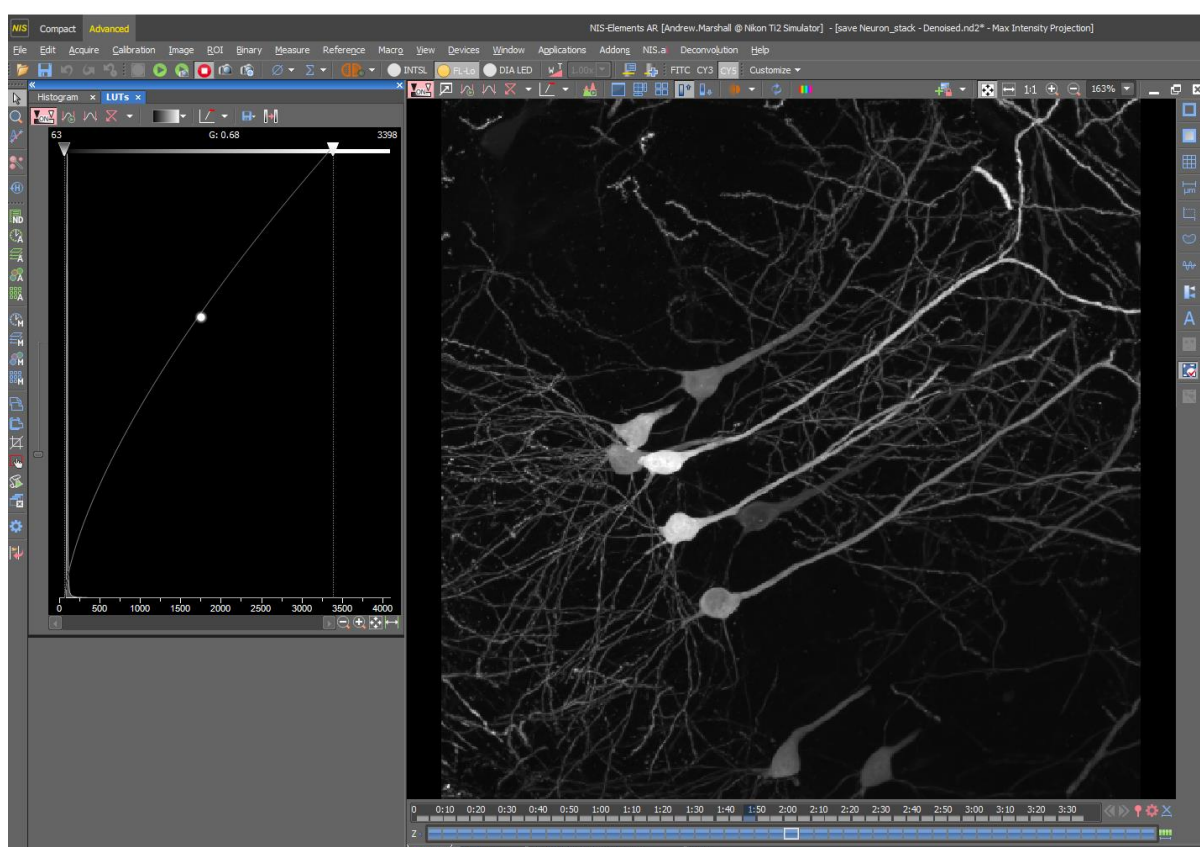 NIS Compact Advanced NIS-Elements AR [Andrew.Marshall @ Nikon Ti2 Simulator] - [save Neuron_stack - Denoised.nd2* - Max Intensity Projection]
File Edit Acquire Calibration Image ROI Binary Measure Reference Macro View Devices Window Applications Addons NIS.ai Deconvolution Help
INTSL FL-Lo DIA LED 1.00x FITC CY3 CY5 Customize
Histogram x LUTs x
1:1 163%
63 G: 0.68 3398
ND
A
A
A
A
M
M
M
M
A
0 500 1000 1500 2000 2500 3000 3500 4000
0 0:10 0:20 0:30 0:40 0:50 1:00 1:10 1:20 1:30 1:40 1:50 2:00 2:10 2:20 2:30 2:40 2:50 3:00 3:10 3:20 3:30
Z